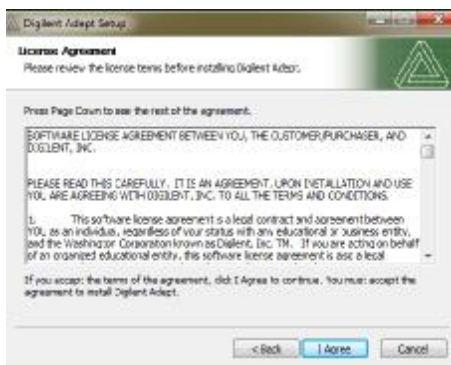 Digilent Adept Setup
License Agreement
Please review the license terms before installing Digilent Adept.
Press Page Down to see the rest of the agreement.
SOFTWARE LICENSE AGREEMENT BETWEEN YOU, THE CUSTOMER/PURCHASER, AND
DIGILENT, INC.
PLEASE READ THIS CAREFULLY. IT IS AN AGREEMENT. UPON INSTALLATION AND USE
YOU ARE AGREEING WITH DIGILENT, INC. TO ALL THE TERMS AND CONDITIONS.
1. This software license agreement is a legal contract and agreement between
YOU, as an individual, regardless of your status with any educational or business entity,
and the Washington Corporation known as Digilent, Inc. TM. If you are acting on behalf
of an organized educational entity, this software license agreement is also a legal
If you accept the terms of the agreement, click I Agree to continue. You must accept the
agreement to install Digilent Adept.
< Back
I Agree
Cancel